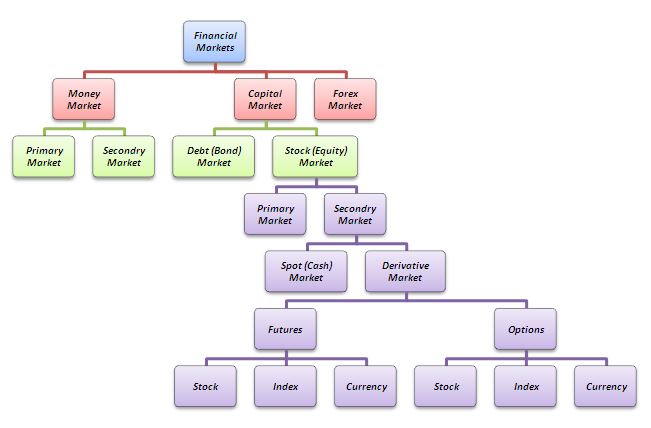 Financial
Markets
Money
Market
Capital
Market
Forex
Market
Primary
Market
Secondry
Market
Debt (Bond)
Market
Stock (Equity)
Market
Primary
Market
Secondry
Market
Spot (Cash)
Market
Derivative
Market
Futures
Options
Stock
Index
Currency
Stock
Index
Currency